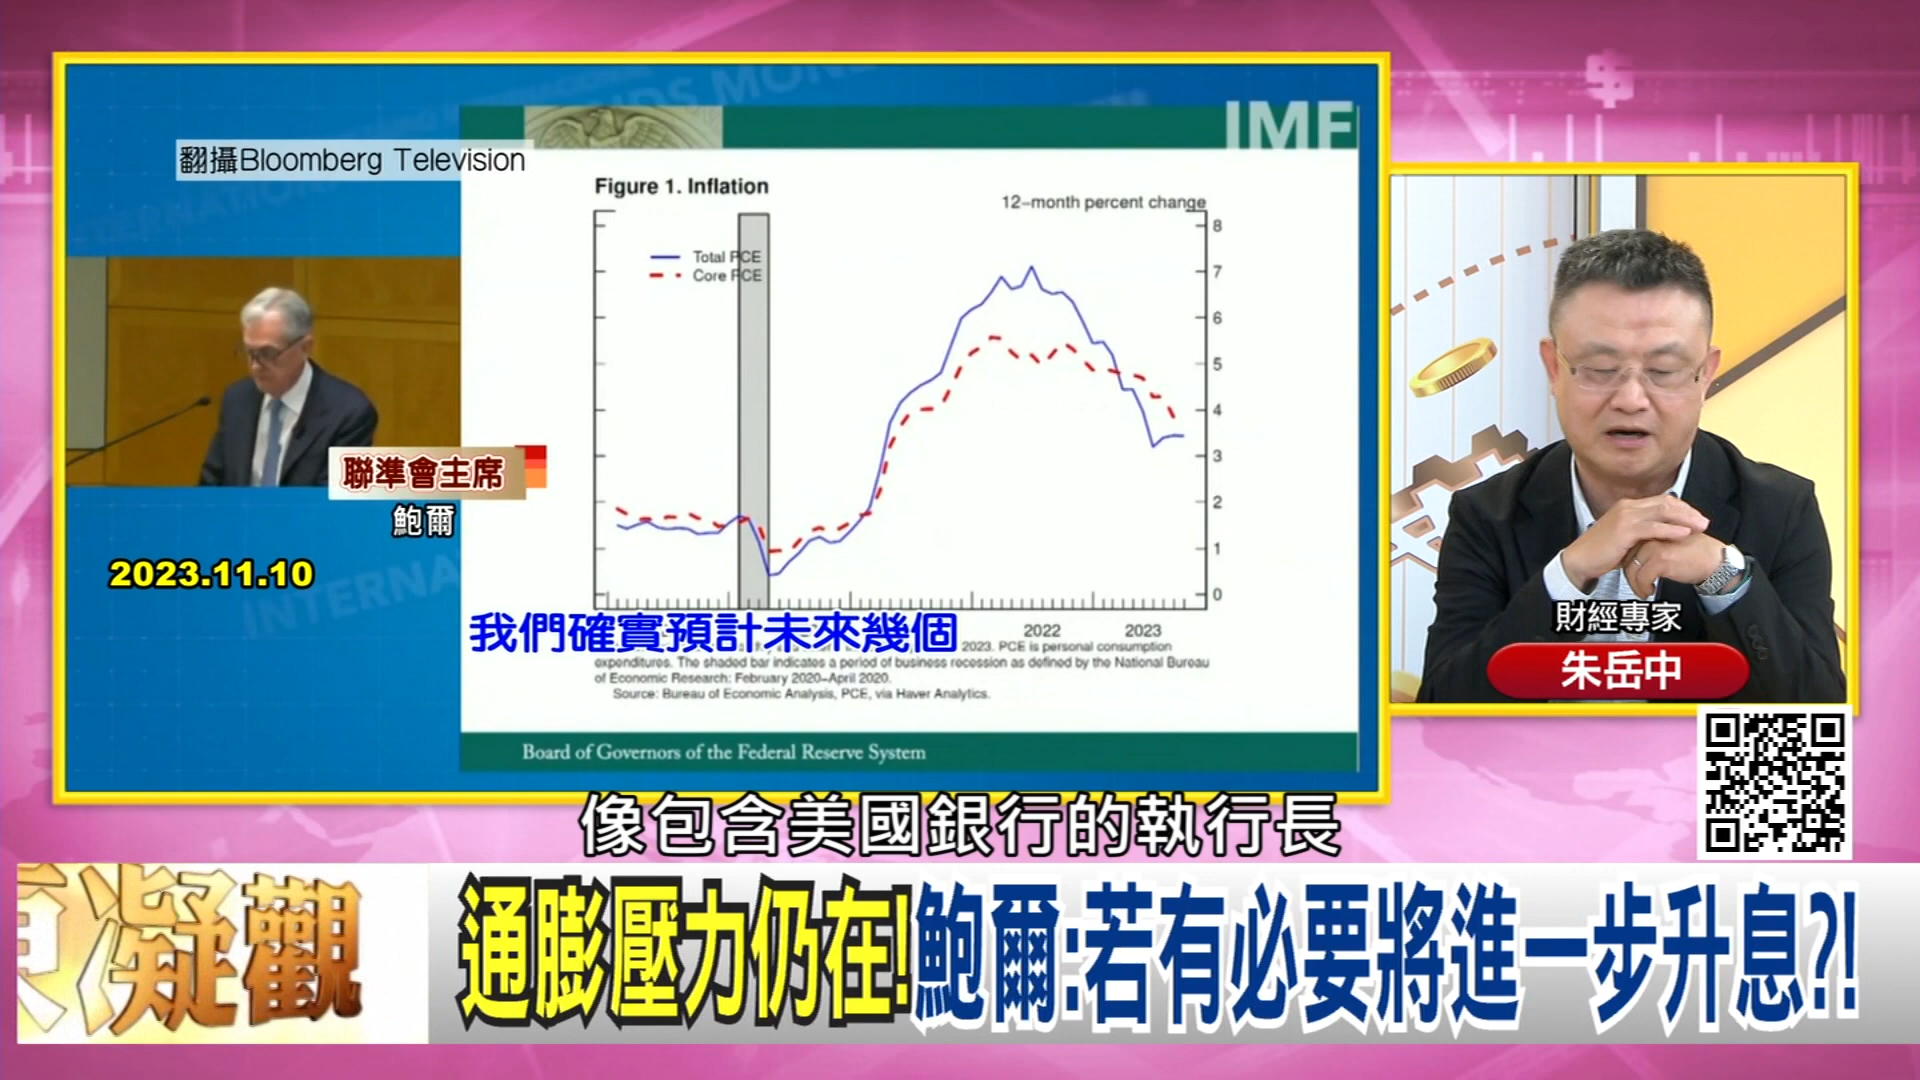 IMF
翻攝Bloomberg Television
Figure 1. Inflation
12-month percent change
Total PCE
Core PCE
8
7
6
5
4
3
2
1
0
2022
2023
聯準會主席
鮑爾
2023.11.10
我們確實預計未來幾個
2023. PCE is personal consumption
expenditures. The shaded bar indicates a period of business recession as defined by the National Bureau
of Economic Research: February 2020-April 2020.
Source: Bureau of Economic Analysis, PCE, via Haver Analytics.
Board of Governors of the Federal Reserve System
財經專家
朱岳中
像包含美國銀行的執行長
凝觀
通膨壓力仍在!鮑爾:若有必要將進一步升息?!